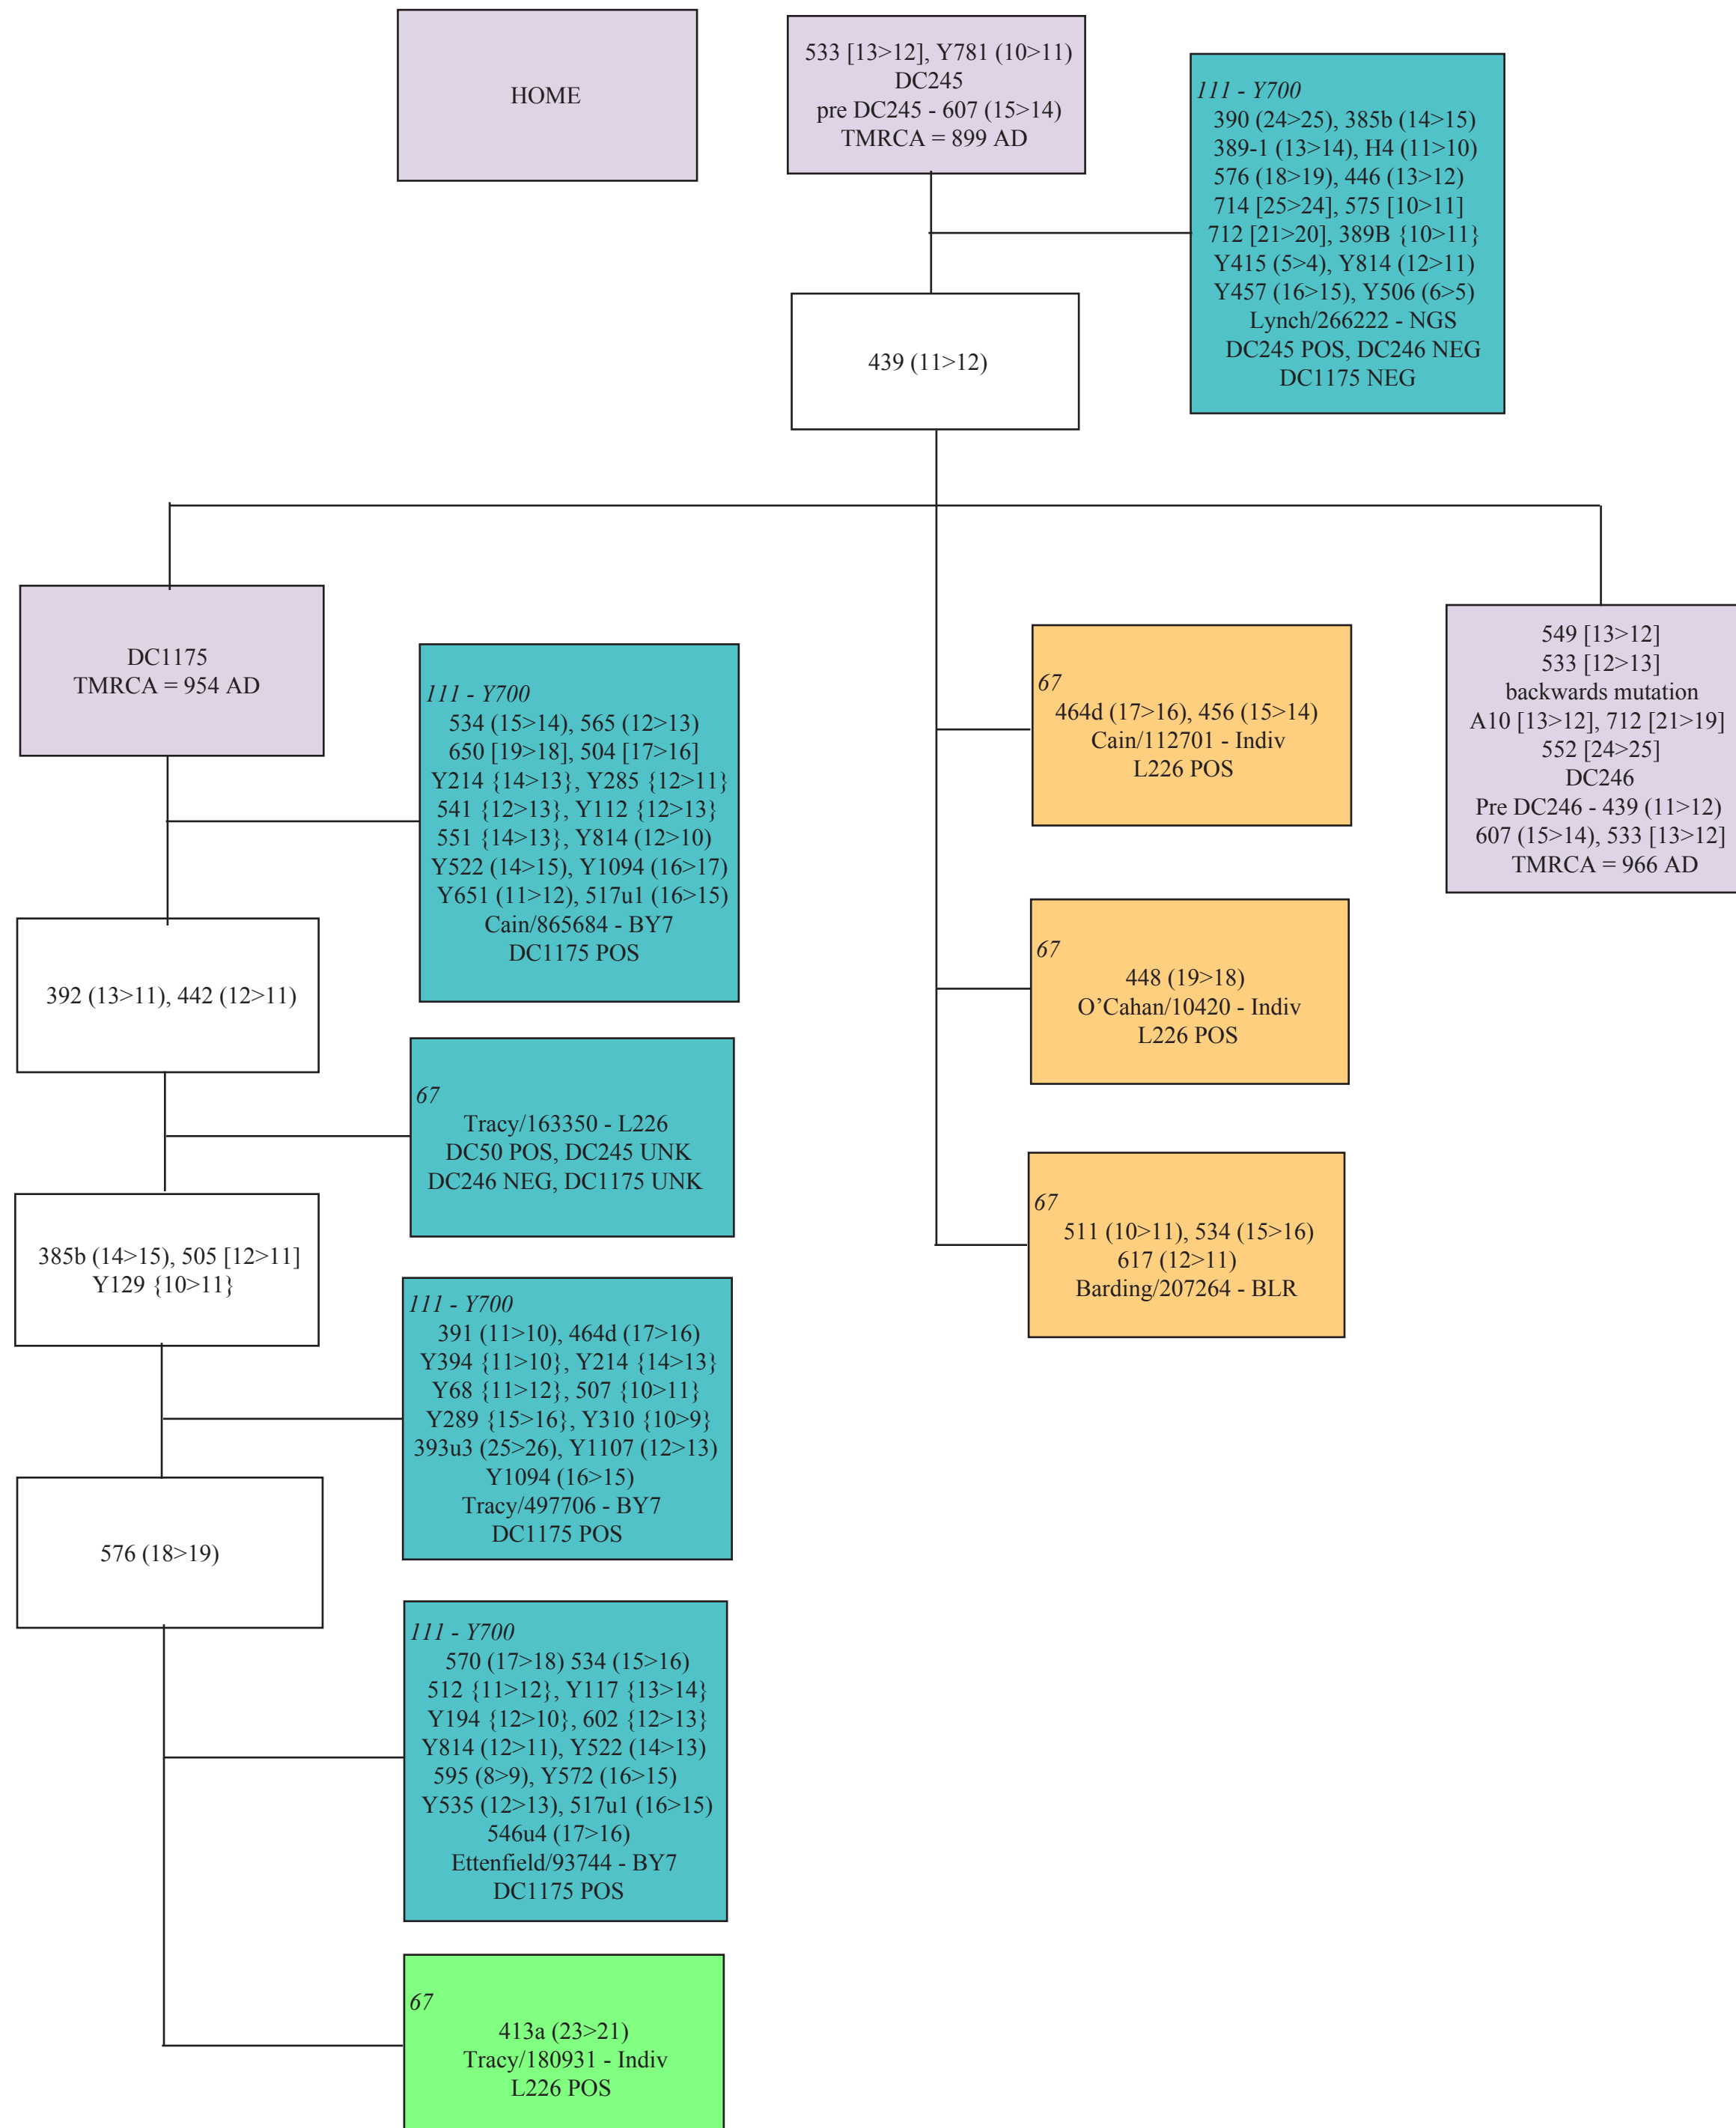 HOME
533 [13>12], Y781 (10>11)
DC245
pre DC245 - 607 (15>14)
TMRCA = 899 AD
111 - Y700
390 (24>25), 385b (14>15)
389-1 (13>14), H4 (11>10)
576 (18>19), 446 (13>12)
714 [25>24], 575 [10>11]
712 [21>20], 389B {10>11}
Y415 (5>4), Y814 (12>11)
Y457 (16>15), Y506 (6>5)
Lynch/266222 - NGS
DC245 POS, DC246 NEG
DC1175 NEG
439 (11>12)
DC1175
TMRCA = 954 AD
111 - Y700
534 (15>14), 565 (12>13)
650 [19>18], 504 [17>16]
Y214 {14>13}, Y285 {12>11}
541 {12>13}, Y112 {12>13}
551 {14>13}, Y814 (12>10)
Y522 (14>15), Y1094 (16>17)
Y651 (11>12), 517u1 (16>15)
Cain/865684 - BY7
DC1175 POS
67
464d (17>16), 456 (15>14)
Cain/112701 - Indiv
L226 POS
549 [13>12]
533 [12>13]
backwards mutation
A10 [13>12], 712 [21>19]
552 [24>25]
DC246
Pre DC246 - 439 (11>12)
607 (15>14), 533 [13>12]
TMRCA = 966 AD
392 (13>11), 442 (12>11)
67
448 (19>18)
O'Cahan/10420 - Indiv
L226 POS
67
Tracy/163350 - L226
DC50 POS, DC245 UNK
DC246 NEG, DC1175 UNK
67
511 (10>11), 534 (15>16)
617 (12>11)
Barding/207264 - BLR
385b (14>15), 505 [12>11]
Y129 {10>11}
111 - Y700
391 (11>10), 464d (17>16)
Y394 {11>10}, Y214 {14>13}
Y68 {11>12}, 507 {10>11}
Y289 {15>16}, Y310 {10>9}
393u3 (25>26), Y1107 (12>13)
Y1094 (16>15)
Tracy/497706 - BY7
DC1175 POS
576 (18>19)
111 - Y700
570 (17>18) 534 (15>16)
512 {11>12}, Y117 {13>14}
Y194 {12>10}, 602 {12>13}
Y814 (12>11), Y522 (14>13)
595 (8>9), Y572 (16>15)
Y535 (12>13), 517u1 (16>15)
546u4 (17>16)
Ettenfield/93744 - BY7
DC1175 POS
67
413a (23>21)
Tracy/180931 - Indiv
L226 POS